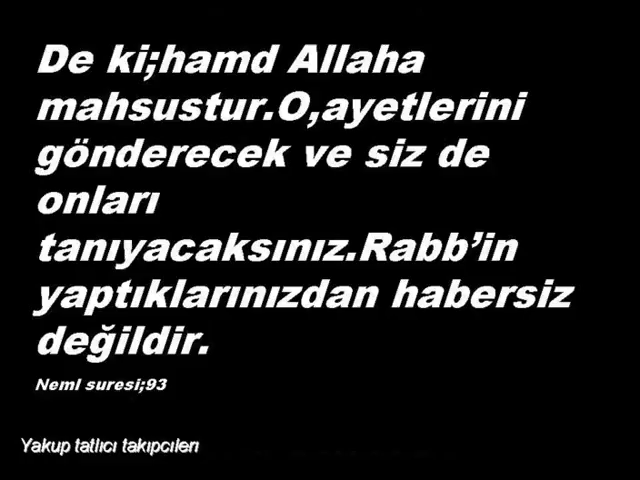 De ki;hamd Allaha
mahsustur.O,ayetlerini
gönderecek ve siz de
onları
tanıyacaksınız.Rabb’in
yaptıklarınızdan habersiz
değildir.
Neml suresi;93
Yakup tatlıcı takıpcılerı